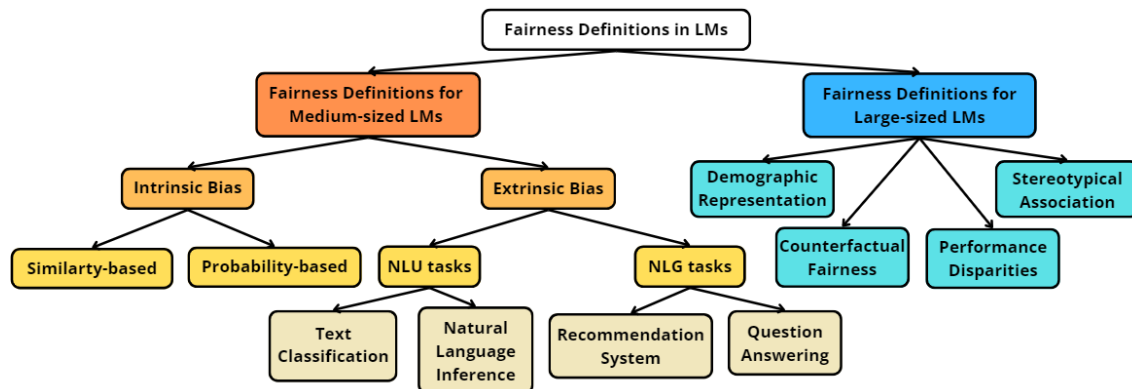 Fairness Definitions in LMs
Fairness Definitions for
Medium-sized LMs
Fairness Definitions for
Large-sized LMs
Intrinsic Bias
Extrinsic Bias
Demographic
Representation
Stereotypical
Association
Similarty-based
Probability-based
NLU tasks
NLG tasks
Counterfactual
Fairness
Performance
Disparities
Text
Classification
Natural
Language
Inference
Recommendation
System
Question
Answering